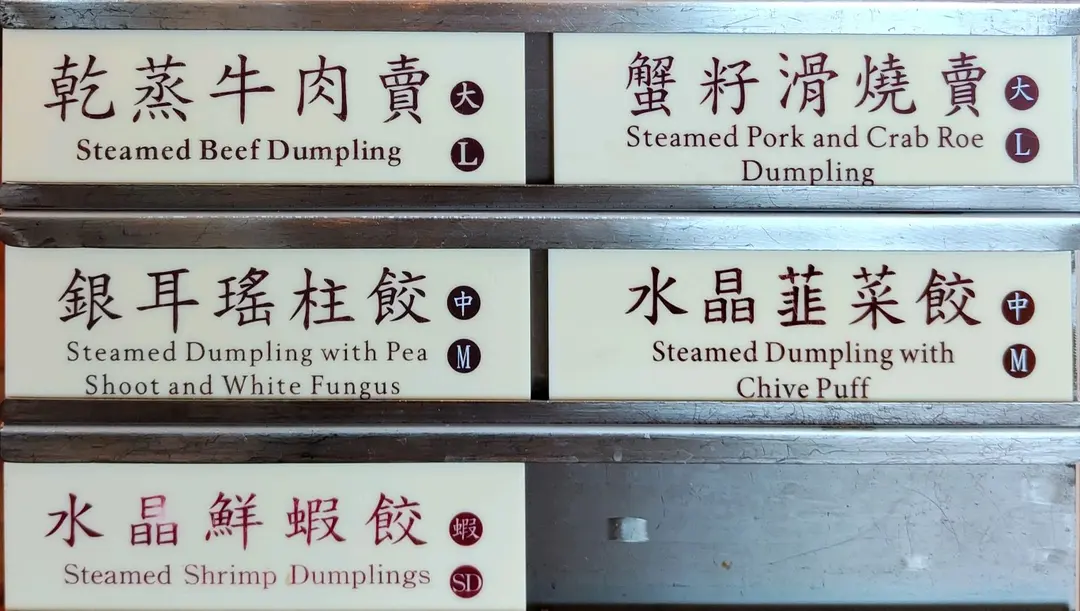 乾蒸牛肉賣 大
Steamed Beef Dumpling L
蟹籽滑燒賣 大
Steamed Pork and Crab Roe L
Dumpling
銀耳瑤柱餃 中
Steamed Dumpling with Pea M
Shoot and White Fungus
水晶韮菜餃 中
Steamed Dumpling with M
Chive Puff
水晶鮮蝦餃 蝦
Steamed Shrimp Dumplings SD